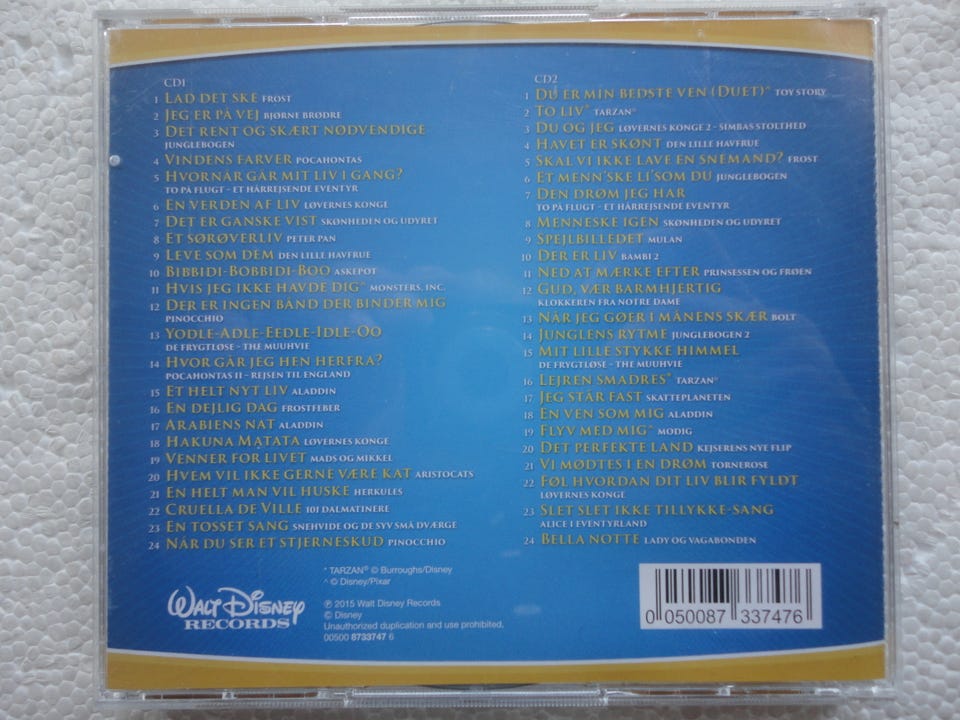 CD1
1 Lad det ske Frost
2 Jeg er på vej Bjørne Brødre
3 Det rent og skært nødvendige
Junglebogen
4 Vindens farver Pocahontas
5 Hvornår går mit liv i gang?
To på flugt - Et hårrejsende eventyr
6 En verden af liv Løvernes Konge
7 Det er ganske vist Skønheden og Udyret
8 Et sørøverliv Peter Pan
9 Leve som dem Den lille havfrue
10 Bibbidi-Bobbidi-Boo Askepot
11 Hvis jeg ikke havde dig^ Monsters, Inc.
12 Der er ingen bånd der binder mig
Pinocchio
13 Yodle-Adle-Eedle-Idle-Oo
De frygtløse - The Muuhvie
14 Hvor går jeg hen herfra?
Pocahontas II - Rejsen til England
15 Et helt nyt liv Aladdin
16 En dejlig dag Frostfeber
17 Arabiens nat Aladdin
18 Hakuna Matata Løvernes Konge
19 Venner for livet Mads og Mikkel
20 Hvem vil ikke gerne være kat Aristocats
21 En helt man vil huske Herkules
22 Cruella de Ville 101 Dalmatinere
23 En tosset sang Snehvide og de syv små dværge
24 Når du ser et stjerneskud Pinocchio
CD2
1 Du er min bedste ven (Duet)^ Toy Story
2 To liv* Tarzan®
3 Du og jeg Løvernes Konge 2 - Simbas Stolthed
4 Havet er skønt Den lille havfrue
5 Skal vi ikke lave en snemand? Frost
6 Et menn'ske li'som du Junglebogen
7 Den drøm jeg har
To på flugt - Et hårrejsende eventyr
8 Menneske igen Skønheden og Udyret
9 Spejlbilledet Mulan
10 Der er liv Bambi 2
11 Ned at mærke efter Prinsessen og Frøen
12 Gud, vær barmhjertig
Klokkeren fra Notre Dame
13 Når jeg gøer i månens skær Bolt
14 Junglens rytme Junglebogen 2
15 Mit lille stykke himmel
De frygtløse - The Muuhvie
16 Lejren smadres* Tarzan®
17 Jeg står fast Skatteplaneten
18 En ven som mig Aladdin
19 Flyv med mig^ Modig
20 Det perfekte land Kejserens nye flip
21 Vi mødtes i en drøm Tornerose
22 Føl hvordan dit liv blir fyldt
Løvernes Konge
23 Slet slet ikke tillykke-sang
Alice i Eventyrland
24 Bella Notte Lady og Vagabonden
* TARZAN® © Burroughs/Disney
^ © Disney/Pixar
Walt Disney
RECORDS
℗ 2015 Walt Disney Records
© Disney
Unauthorized duplication and use prohibited.
00500 8733747 6
0 050087 337476